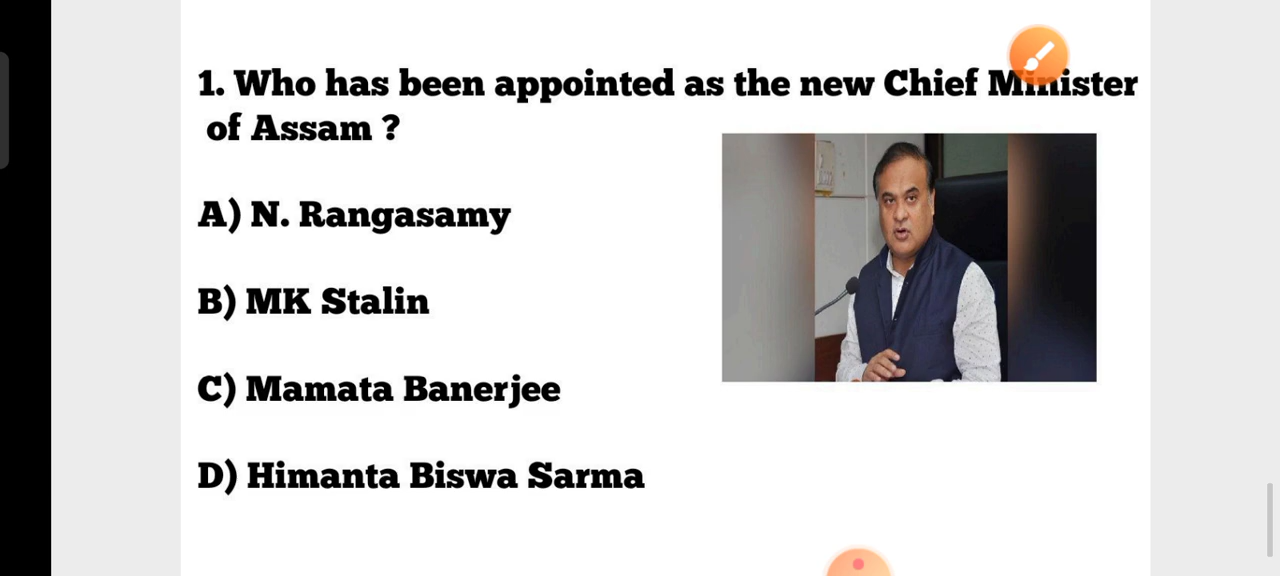 1. Who has been appointed as the new Chief Minister
of Assam ?
A) N. Rangasamy
B) MK Stalin
C) Mamata Banerjee
D) Himanta Biswa Sarma